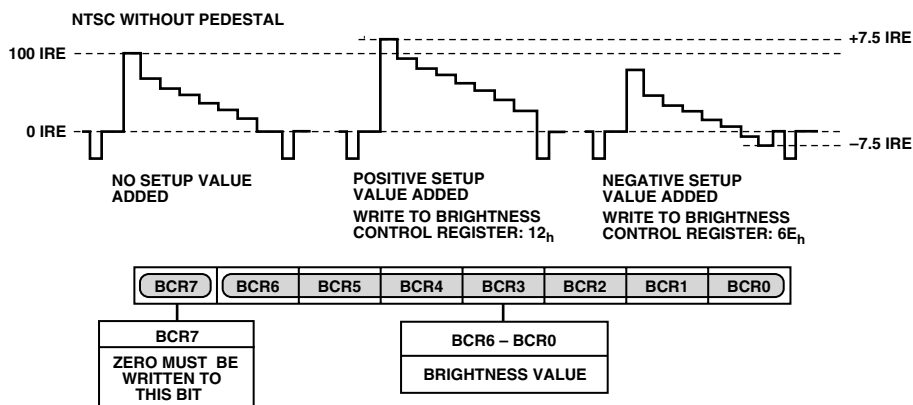 NTSC WITHOUT PEDESTAL
100 IRE
0 IRE
+7.5 IRE
–7.5 IRE
NO SETUP VALUE
ADDED
POSITIVE SETUP
VALUE ADDED
WRITE TO BRIGHTNESS
CONTROL REGISTER: 12h
NEGATIVE SETUP
VALUE ADDED
WRITE TO BRIGHTNESS
CONTROL REGISTER: 6Eh
BCR7 BCR6 BCR5 BCR4 BCR3 BCR2 BCR1 BCR0
BCR7
ZERO MUST BE
WRITTEN TO
THIS BIT
BCR6 – BCR0
BRIGHTNESS VALUE